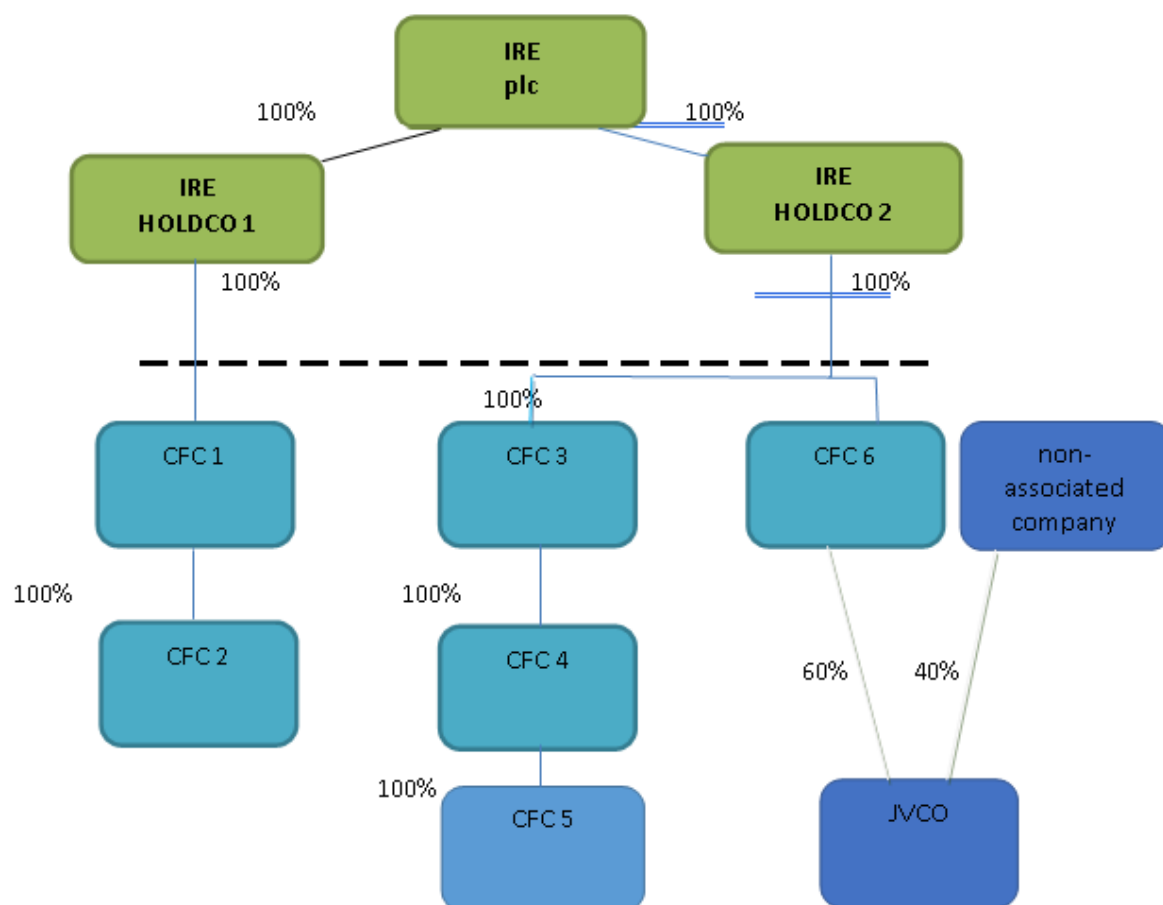 IRE
plc
100%
100%
IRE
HOLDCO 1
IRE
HOLDCO 2
100%
100%
100%
CFC 1
CFC 3
CFC 6
non-
associated
company
100%
100%
CFC 2
CFC 4
60%
40%
100%
CFC 5
JVCO